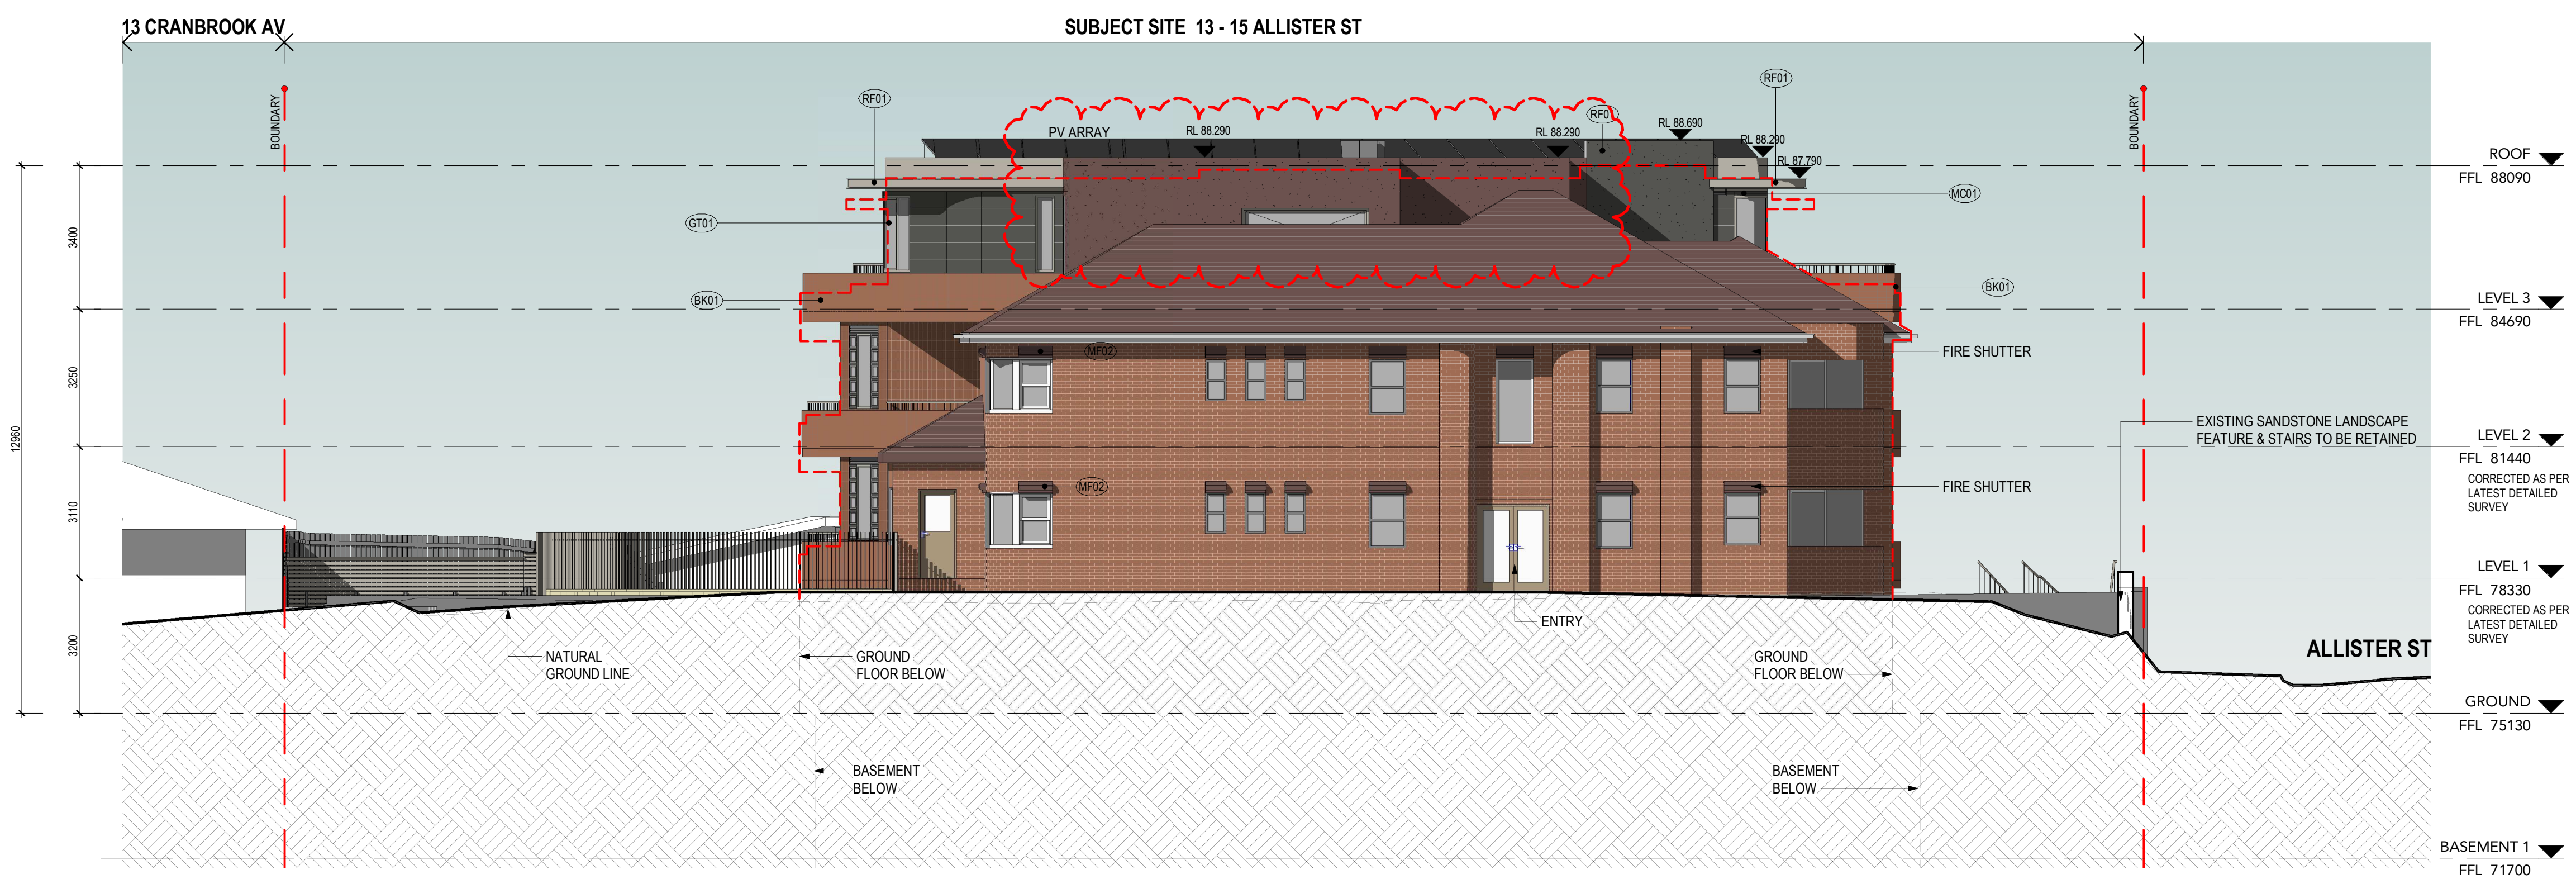 13 CRANBROOK AV
SUBJECT SITE 13 - 15 ALLISTER ST
BOUNDARY
BOUNDARY
RF01
RF01
RF0
PV ARRAY
RL 88.290
RL 88.290
RL 88.690
RL 88.290
RL 87.790
ROOF
FFL 88090
MC01
GT01
3400
BK01
BK01
LEVEL 3
FFL 84690
MF02
FIRE SHUTTER
3250
12960
EXISTING SANDSTONE LANDSCAPE
FEATURE & STAIRS TO BE RETAINED
LEVEL 2
FFL 81440
CORRECTED AS PER
LATEST DETAILED
SURVEY
MF02
FIRE SHUTTER
3110
LEVEL 1
FFL 78330
CORRECTED AS PER
LATEST DETAILED
SURVEY
ENTRY
3200
NATURAL
GROUND LINE
GROUND
FLOOR BELOW
GROUND
FLOOR BELOW
ALLISTER ST
GROUND
FFL 75130
BASEMENT
BELOW
BASEMENT
BELOW
BASEMENT 1
FFL 71700